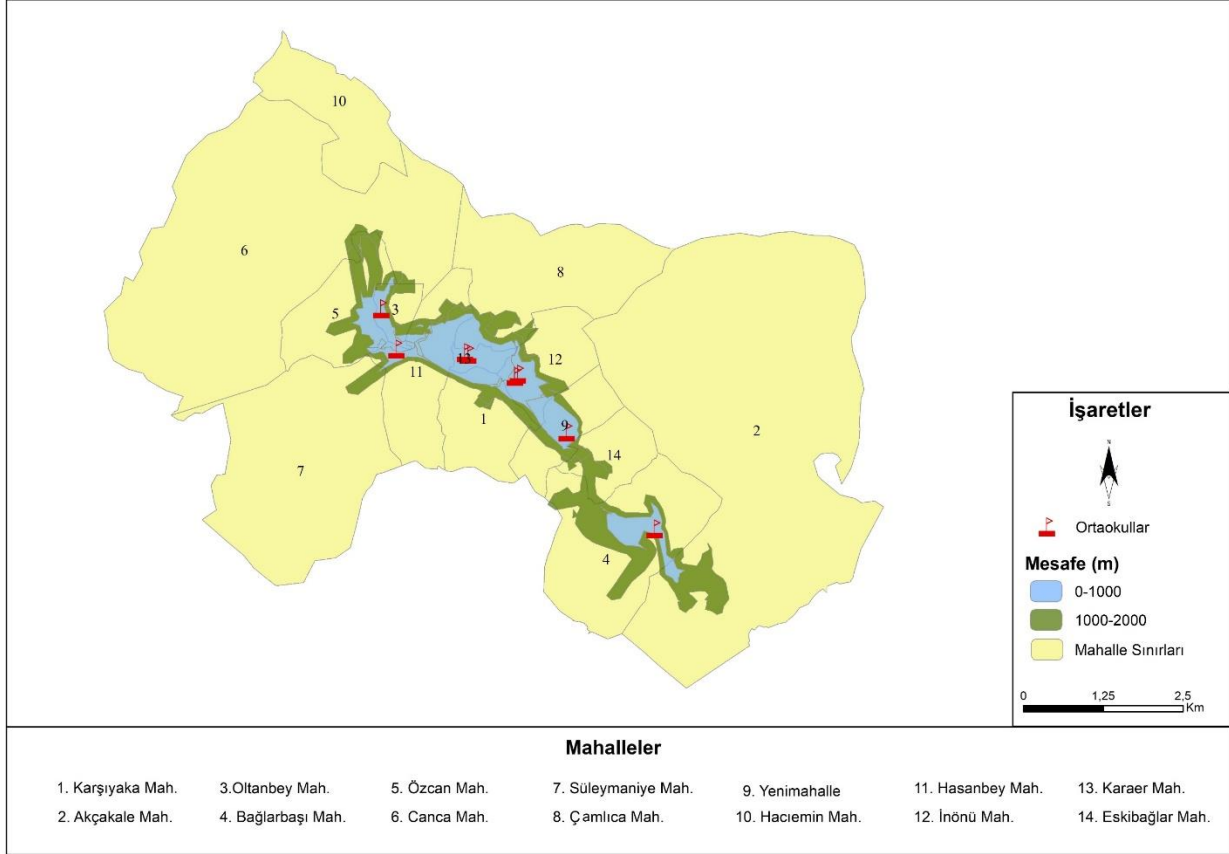 10
6
8
5
3
13
12
11
1
9
2
14
7
4
İşaretler
N
S
Ortaokullar
Mesafe (m)
0-1000
1000-2000
Mahalle Sınırları
0 1,25 2,5
Km
Mahalleler
1. Karşıyaka Mah. 3.Oltanbey Mah. 5. Özcan Mah. 7. Süleymaniye Mah. 9. Yenimahalle 11. Hasanbey Mah. 13. Karaer Mah.
2. Akçakale Mah. 4. Bağlarbaşı Mah. 6. Canca Mah. 8. Çamlıca Mah. 10. Hacıemin Mah. 12. İnönü Mah. 14. Eskibağlar Mah.